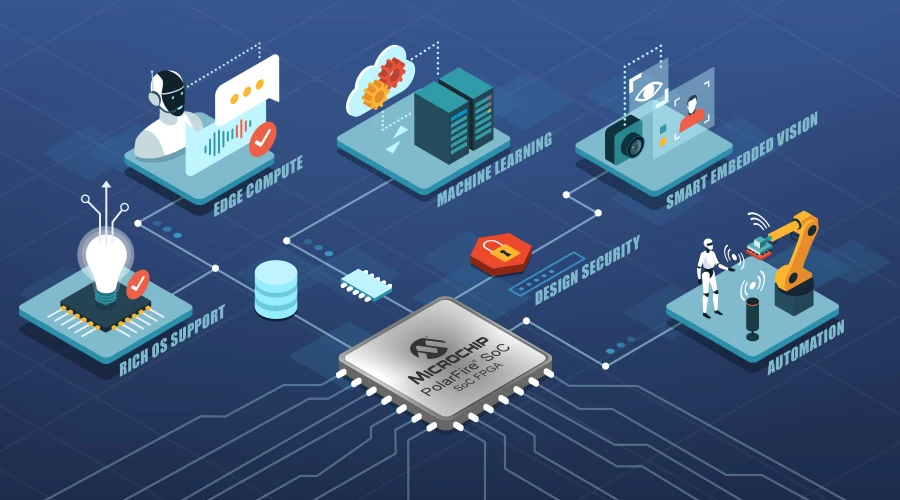 EDGE COMPUTE
MACHINE LEARNING
SMART EMBEDDED VISION
RICH OS SUPPORT
DESIGN SECURITY
AUTOMATION
MICROCHIP
PolarFire® SoC
SoC FPGA